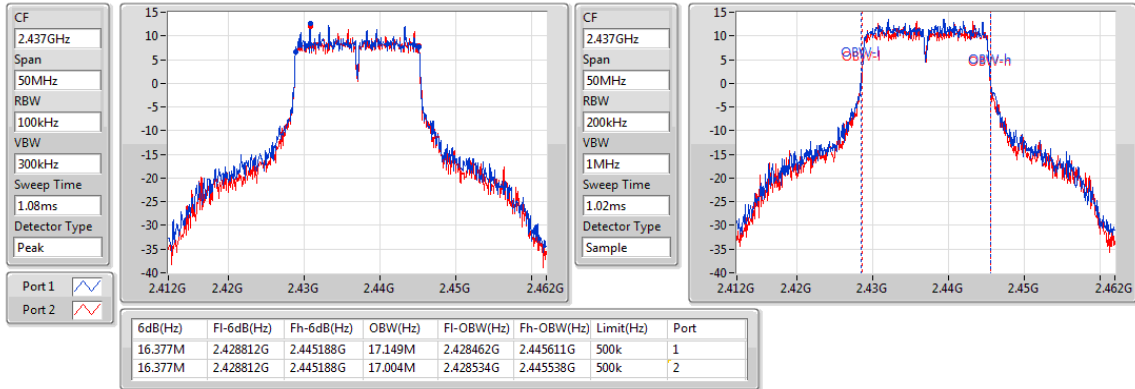 CF
2.437GHz
Span
50MHz
RBW
100kHz
VBW
300kHz
Sweep Time
1.08ms
Detector Type
Peak
Port 1
Port 2
15
10
5
0
-5
-10
-15
-20
-25
-30
-35
-40
2.412G 2.42G 2.43G 2.44G 2.45G 2.462G
CF
2.437GHz
Span
50MHz
RBW
200kHz
VBW
1MHz
Sweep Time
1.02ms
Detector Type
Sample
15
10
5
0
-5
-10
-15
-20
-25
-30
-35
-40
OBW-l OBW-h
2.412G 2.42G 2.43G 2.44G 2.45G 2.462G
6dB(Hz) Fl-6dB(Hz) Fh-6dB(Hz) OBW(Hz) Fl-OBW(Hz) Fh-OBW(Hz) Limit(Hz) Port
16.377M 2.428812G 2.445188G 17.149M 2.428462G 2.445611G 500k 1
16.377M 2.428812G 2.445188G 17.004M 2.428534G 2.445538G 500k 2